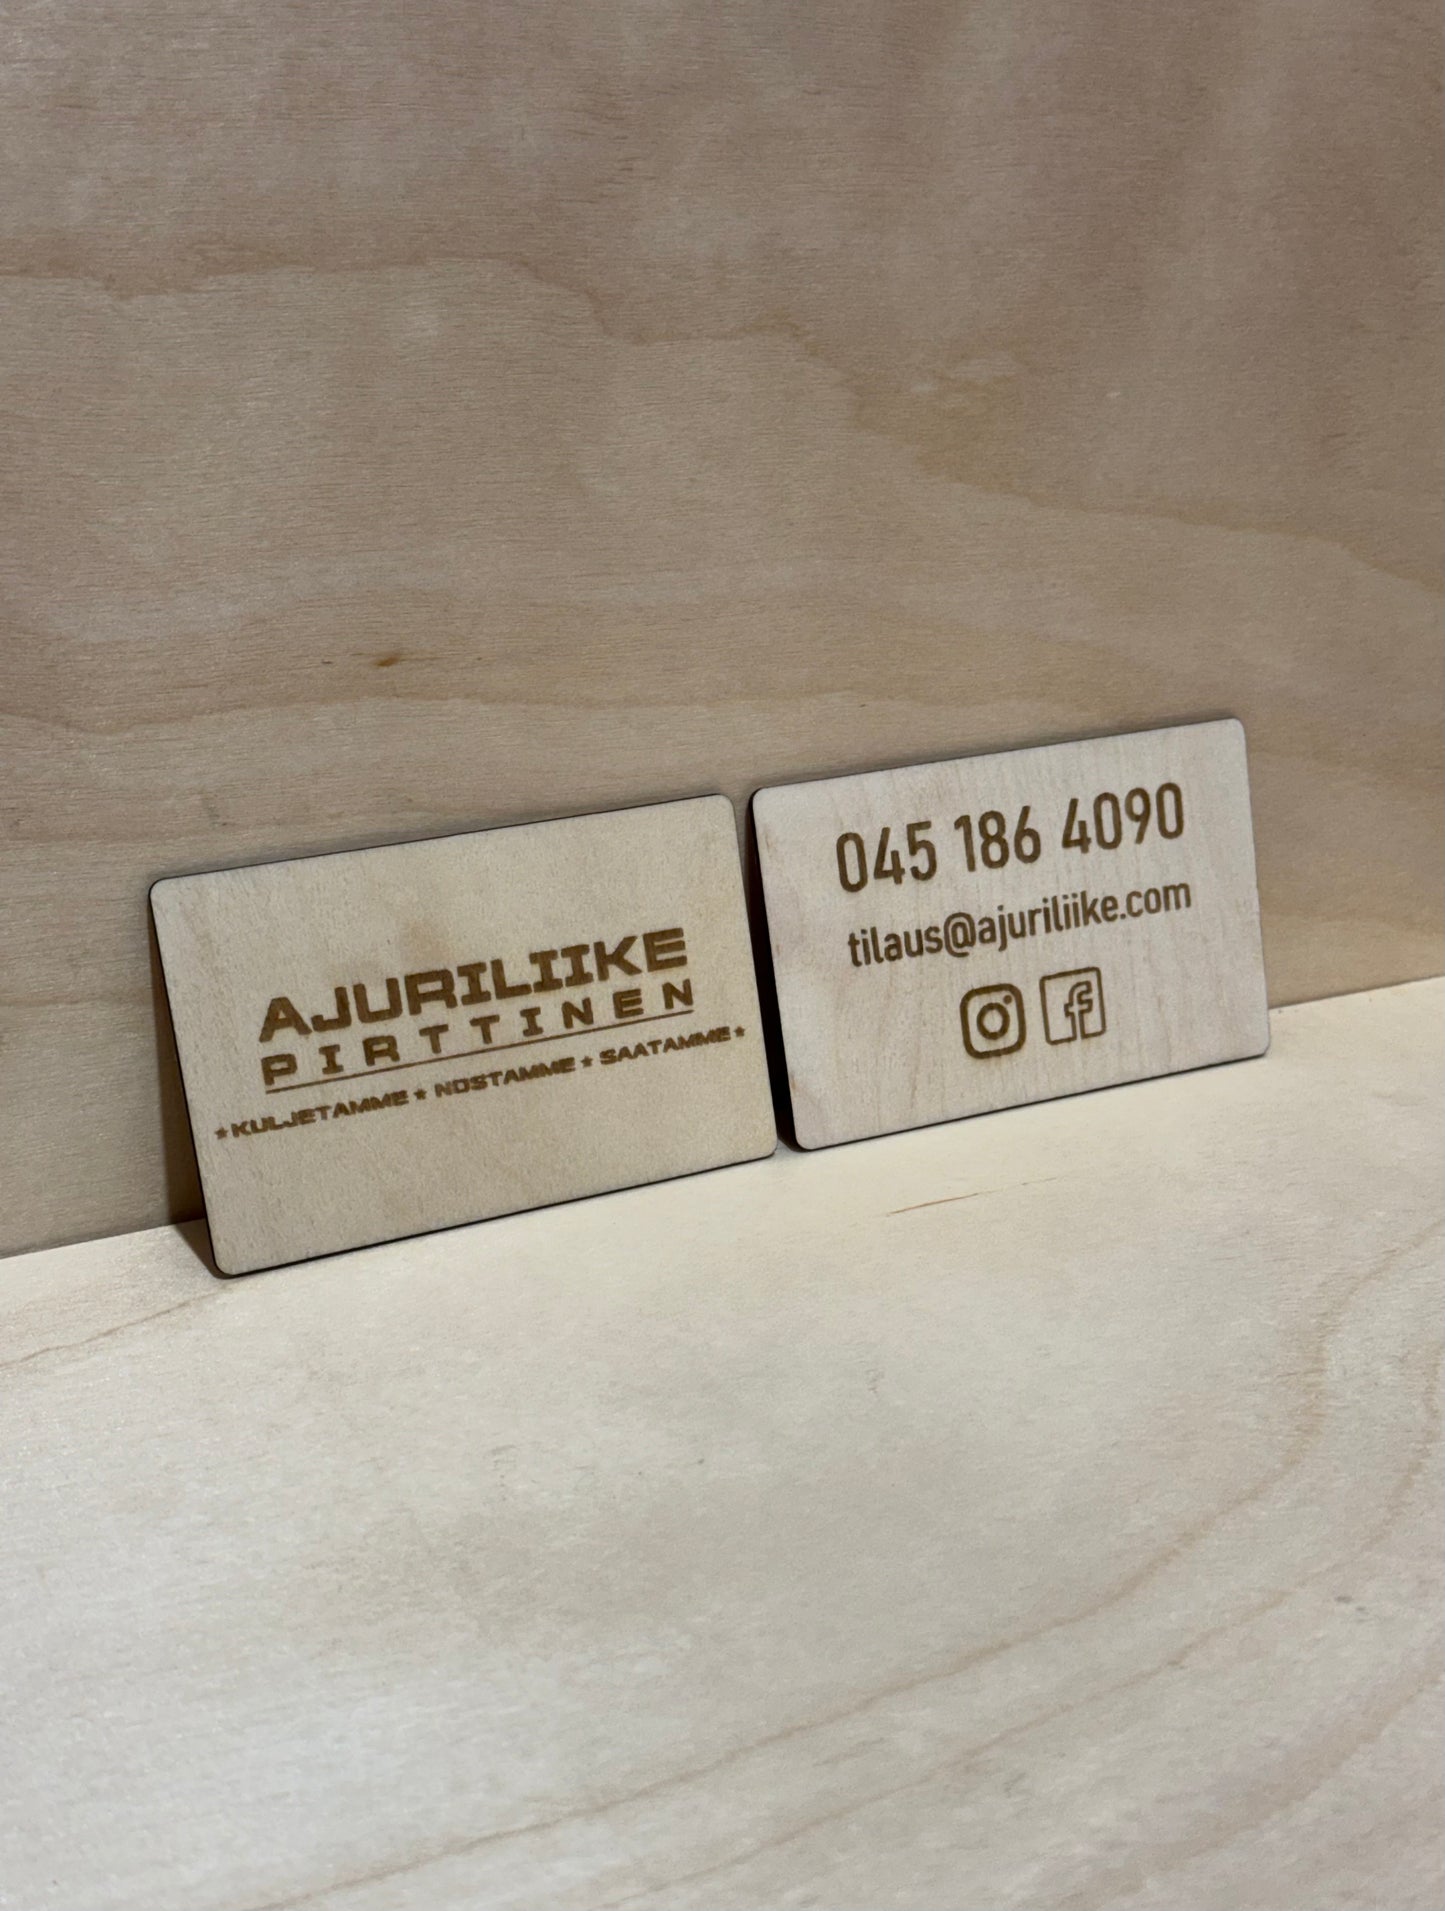 AJURILIIKE
PIRTTINEN
★ KULJETAMME ★ NOSTAMME ★ SAATAMME ★
045 186 4090
tilaus@ajuriliike.com